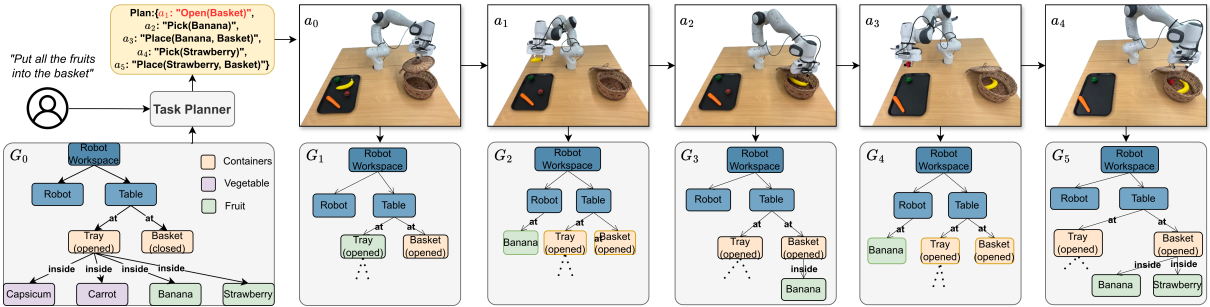 Plan:{a₁: "Open(Basket)",
a₂: "Pick(Banana)",
a₃: "Place(Banana, Basket)",
a₄: "Pick(Strawberry)",
a₅: "Place(Strawberry, Basket)"}
"Put all the fruits
into the basket"
Task Planner
a₀
a₁
a₂
a₃
a₄
G₀
Robot
Workspace
Containers
Vegetable
Fruit
Robot
Table
at
at
Tray
(opened)
Basket
(closed)
inside
inside
inside
inside
Capsicum
Carrot
Banana
Strawberry
G₁
Robot
Workspace
Robot
Table
at
at
Tray
(opened)
Basket
(opened)
G₂
Robot
Workspace
Robot
Table
at
at
at
Banana
Tray
(opened)
Basket
(opened)
G₃
Robot
Workspace
Robot
Table
at
at
Tray
(opened)
Basket
(opened)
inside
Banana
G₄
Robot
Workspace
Robot
Table
at
at
at
Banana
Tray
(opened)
Basket
(opened)
G₅
Robot
Workspace
Robot
Table
at
at
Tray
(opened)
Basket
(opened)
inside
inside
Banana
Strawberry